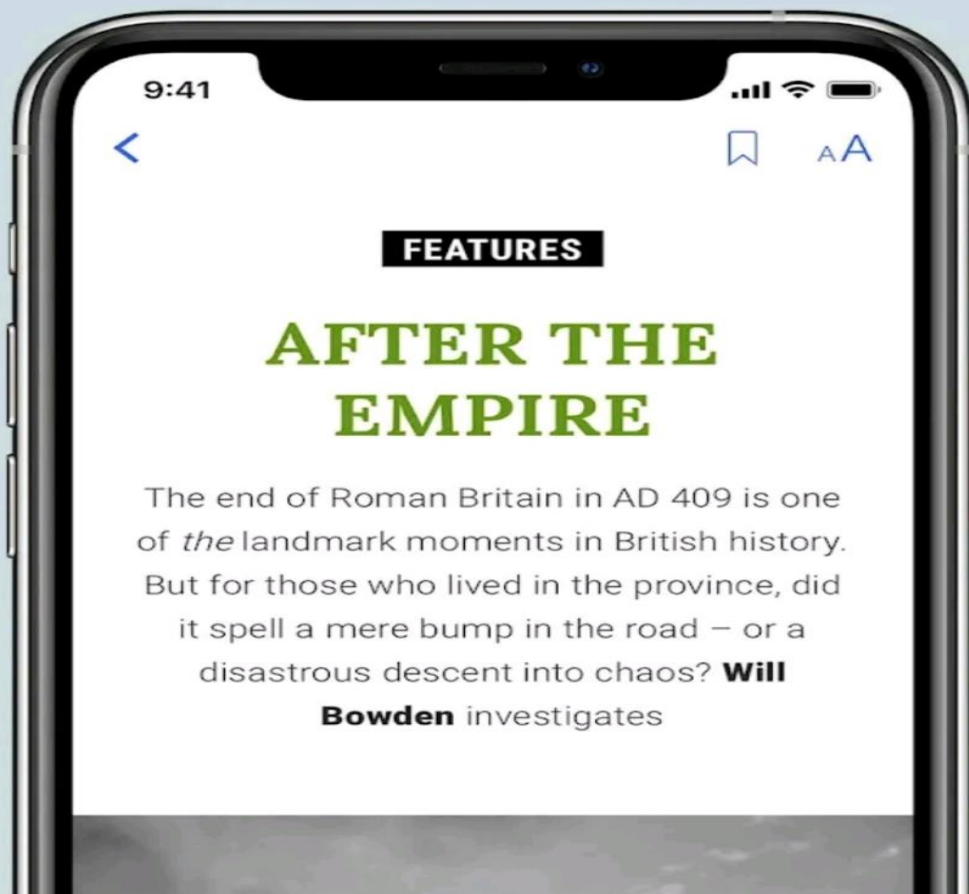 9:41
AA
FEATURES
AFTER THE
EMPIRE
The end of Roman Britain in AD 409 is one
of the landmark moments in British history.
But for those who lived in the province, did
it spell a mere bump in the road – or a
disastrous descent into chaos? Will
Bowden investigates